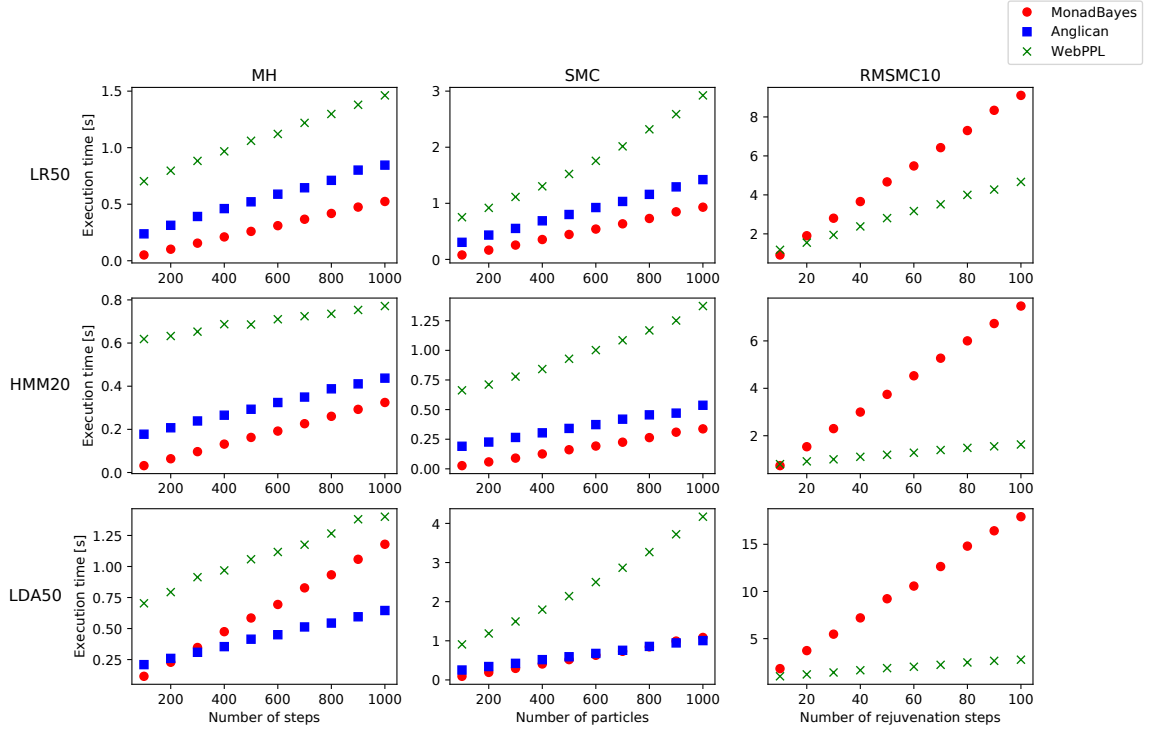 MonadBayes
Anglican
WebPPL
MH
SMC
RMSMC10
LR50
Execution time [s]
1.5
1.0
0.5
0.0
200 400 600 800 1000
3
2
1
0
200 400 600 800 1000
8
6
4
2
20 40 60 80 100
HMM20
Execution time [s]
0.8
0.6
0.4
0.2
0.0
200 400 600 800 1000
1.25
1.00
0.75
0.50
0.25
0.00
200 400 600 800 1000
6
4
2
20 40 60 80 100
LDA50
Execution time [s]
1.25
1.00
0.75
0.50
0.25
200 400 600 800 1000
Number of steps
4
3
2
1
0
200 400 600 800 1000
Number of particles
15
10
5
20 40 60 80 100
Number of rejuvenation steps